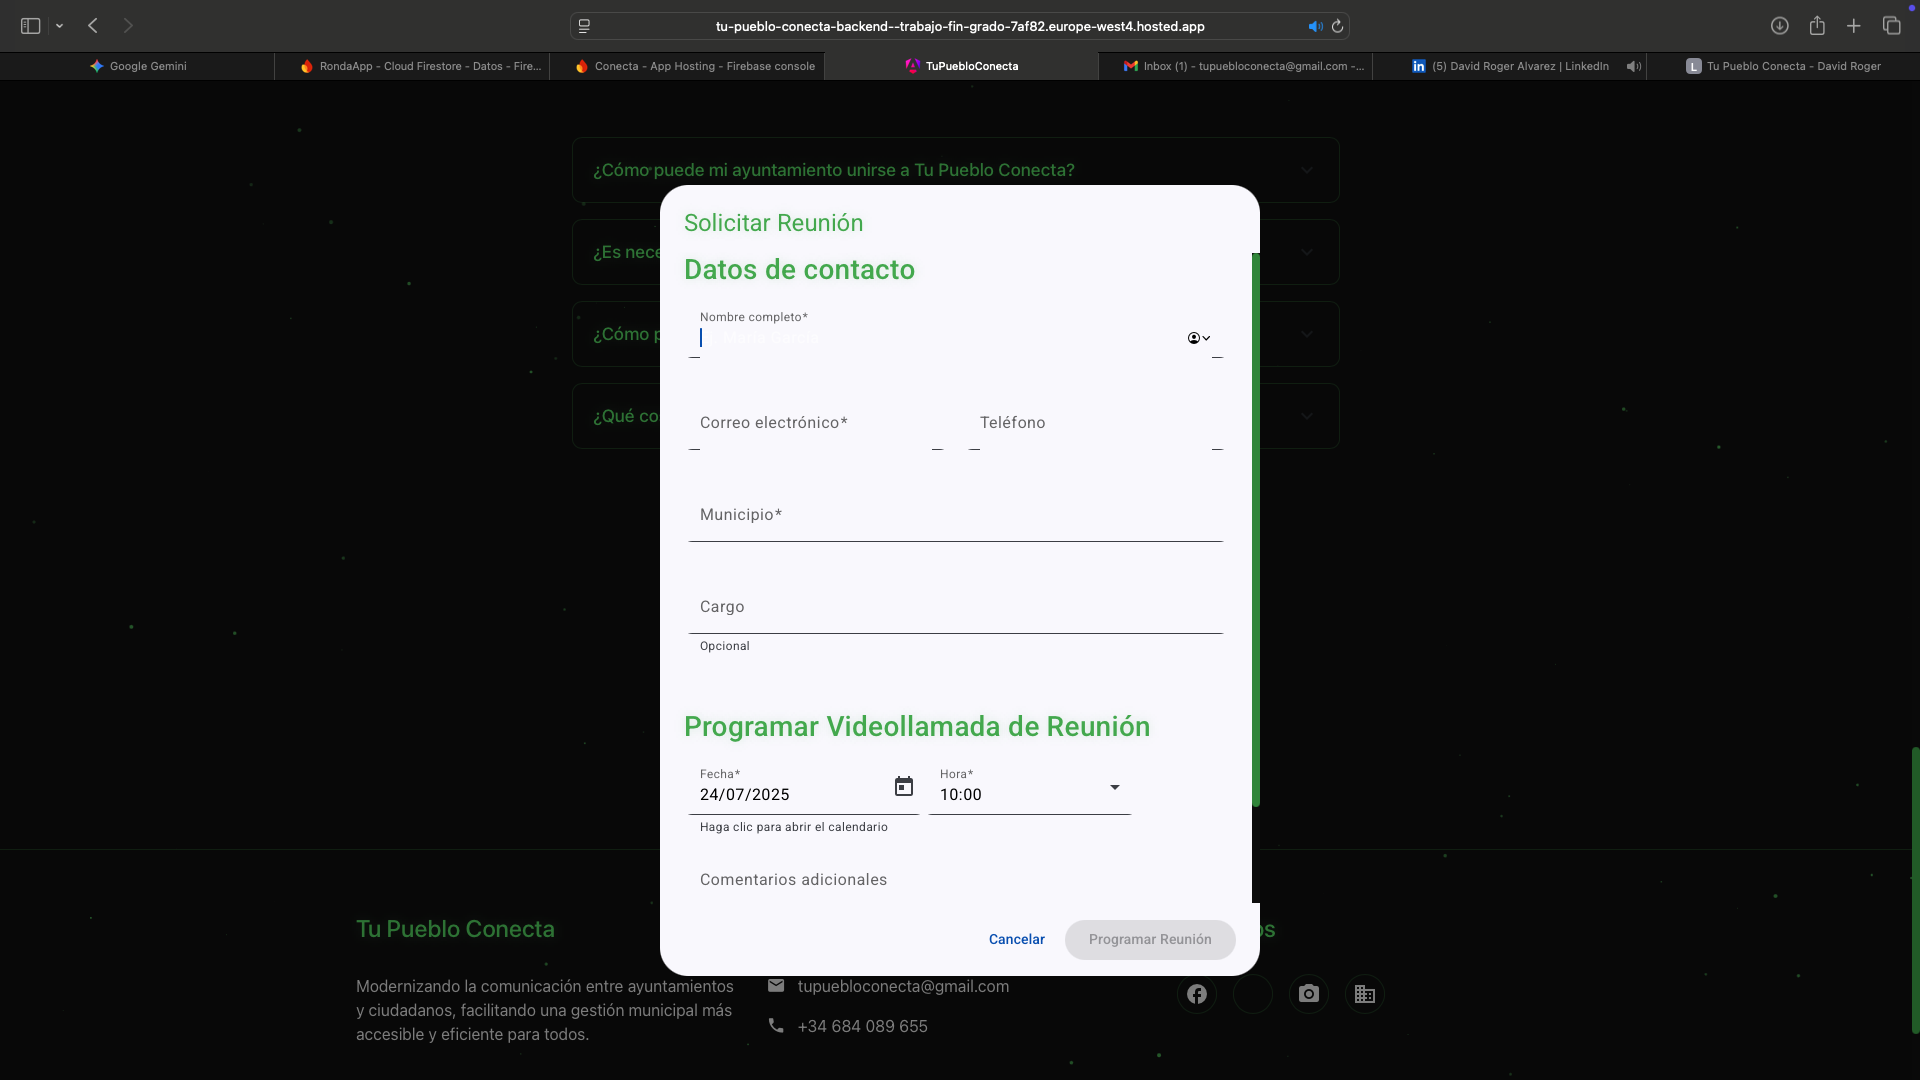 tu-pueblo-conecta-backend--trabajo-fin-grado-7af82.europe-west4.hosted.app
Google Gemini
RondaApp - Cloud Firestore - Datos - Fire...
Conecta - App Hosting - Firebase console
TuPuebloConecta
Inbox (1) - tupuebloconecta@gmail.com -...
in (5) David Roger Alvarez | LinkedIn
L Tu Pueblo Conecta - David Roger
¿Cómo puede mi ayuntamiento unirse a Tu Pueblo Conecta?
¿Es nece
¿Cómo p
¿Qué co
Solicitar Reunión
Datos de contacto
Nombre completo*
Correo electrónico*
Teléfono
Municipio*
Cargo
Opcional
Programar Videollamada de Reunión
Fecha*
24/07/2025
Hora*
10:00
Haga clic para abrir el calendario
Comentarios adicionales
Cancelar
Programar Reunión
Tu Pueblo Conecta
os
Modernizando la comunicación entre ayuntamientos
y ciudadanos, facilitando una gestión municipal más
accesible y eficiente para todos.
tupuebloconecta@gmail.com
+34 684 089 655